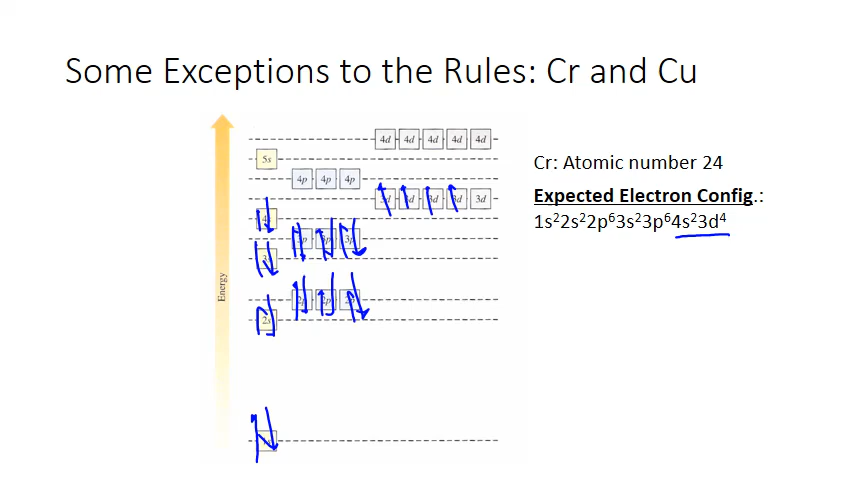 Some Exceptions to the Rules: Cr and Cu
4d 4d 4d 4d 4d
5s
4p 4p 4p
3d
Cr: Atomic number 24
Expected Electron Config.:
1s²2s²2p⁶3s²3p⁶4s²3d⁴
2s
Energy